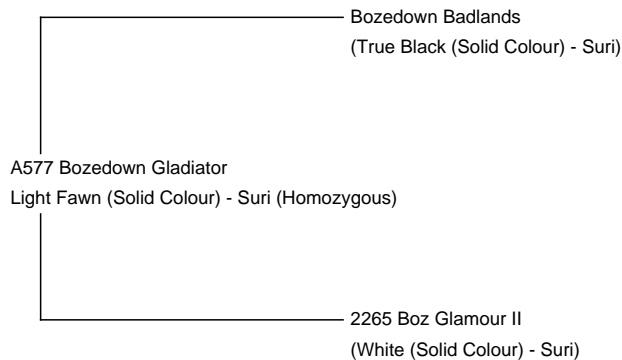 Bozedown Badlands
(True Black (Solid Colour) - Suri)
A577 Bozedown Gladiator
Light Fawn (Solid Colour) - Suri (Homozygous)
2265 Boz Glamour II
(White (Solid Colour) - Suri)